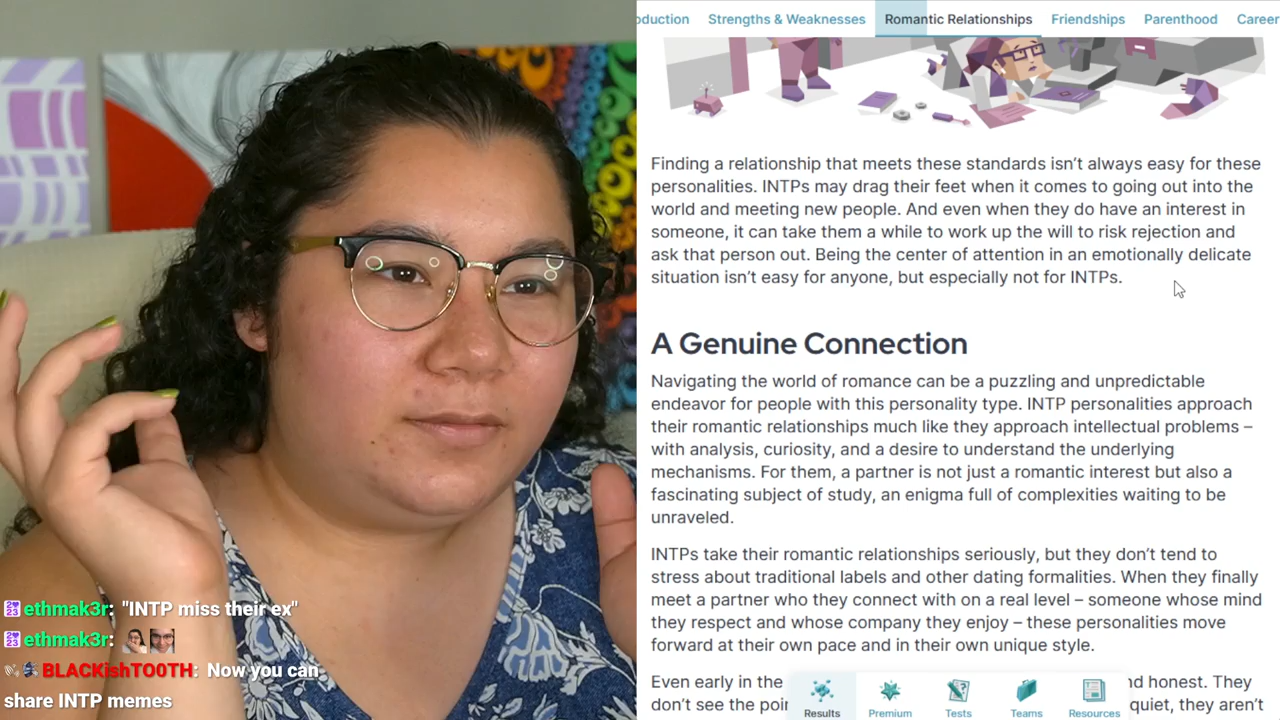 oduction Strengths & Weaknesses Romantic Relationships Friendships Parenthood Career
Finding a relationship that meets these standards isn't always easy for these
personalities. INTPs may drag their feet when it comes to going out into the
world and meeting new people. And even when they do have an interest in
someone, it can take them a while to work up the will to risk rejection and
ask that person out. Being the center of attention in an emotionally delicate
situation isn't easy for anyone, but especially not for INTPs.
A Genuine Connection
Navigating the world of romance can be a puzzling and unpredictable
endeavor for people with this personality type. INTP personalities approach
their romantic relationships much like they approach intellectual problems –
with analysis, curiosity, and a desire to understand the underlying
mechanisms. For them, a partner is not just a romantic interest but also a
fascinating subject of study, an enigma full of complexities waiting to be
unraveled.
INTPs take their romantic relationships seriously, but they don't tend to
stress about traditional labels and other dating formalities. When they finally
meet a partner who they connect with on a real level – someone whose mind
they respect and whose company they enjoy – these personalities move
forward at their own pace and in their own unique style.
Even early in the nd honest. They
don't see the poi quiet, they aren't
Results Premium Tests Teams Resources
ethmak3r: "INTP miss their ex"
ethmak3r:
BLACKishTO0TH: Now you can
share INTP memes